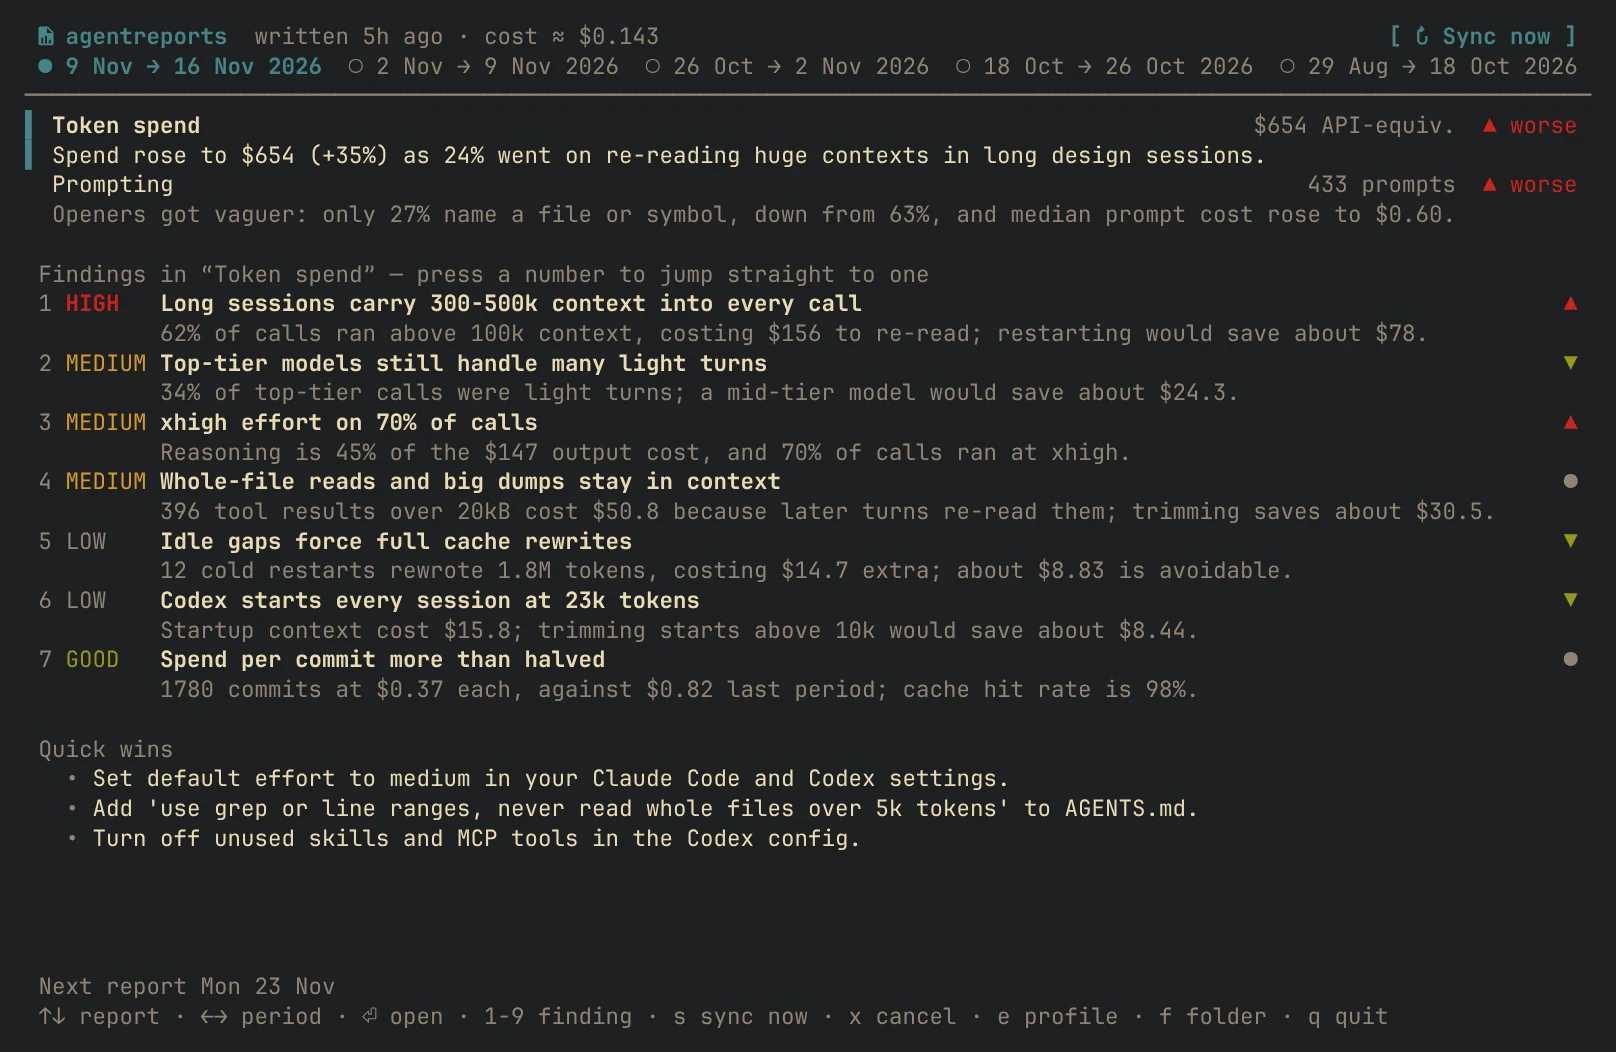 agentreports written 5h ago · cost ≈ $0.143 [ ↻ Sync now ]
● 9 Nov → 16 Nov 2026 ○ 2 Nov → 9 Nov 2026 ○ 26 Oct → 2 Nov 2026 ○ 18 Oct → 26 Oct 2026 ○ 29 Aug → 18 Oct 2026
Token spend $654 API-equiv. ▲ worse
Spend rose to $654 (+35%) as 24% went on re-reading huge contexts in long design sessions.
Prompting 433 prompts ▲ worse
Openers got vaguer: only 27% name a file or symbol, down from 63%, and median prompt cost rose to $0.60.
Findings in “Token spend” — press a number to jump straight to one
1 HIGH Long sessions carry 300-500k context into every call ▲
62% of calls ran above 100k context, costing $156 to re-read; restarting would save about $78.
2 MEDIUM Top-tier models still handle many light turns ▼
34% of top-tier calls were light turns; a mid-tier model would save about $24.3.
3 MEDIUM xhigh effort on 70% of calls ▲
Reasoning is 45% of the $147 output cost, and 70% of calls ran at xhigh.
4 MEDIUM Whole-file reads and big dumps stay in context ●
396 tool results over 20kB cost $50.8 because later turns re-read them; trimming saves about $30.5.
5 LOW Idle gaps force full cache rewrites ▼
12 cold restarts rewrote 1.8M tokens, costing $14.7 extra; about $8.83 is avoidable.
6 LOW Codex starts every session at 23k tokens ▼
Startup context cost $15.8; trimming starts above 10k would save about $8.44.
7 GOOD Spend per commit more than halved ●
1780 commits at $0.37 each, against $0.82 last period; cache hit rate is 98%.
Quick wins
• Set default effort to medium in your Claude Code and Codex settings.
• Add 'use grep or line ranges, never read whole files over 5k tokens' to AGENTS.md.
• Turn off unused skills and MCP tools in the Codex config.
Next report Mon 23 Nov
↑↓ report · ←→ period · ⏎ open · 1-9 finding · s sync now · x cancel · e profile · f folder · q quit